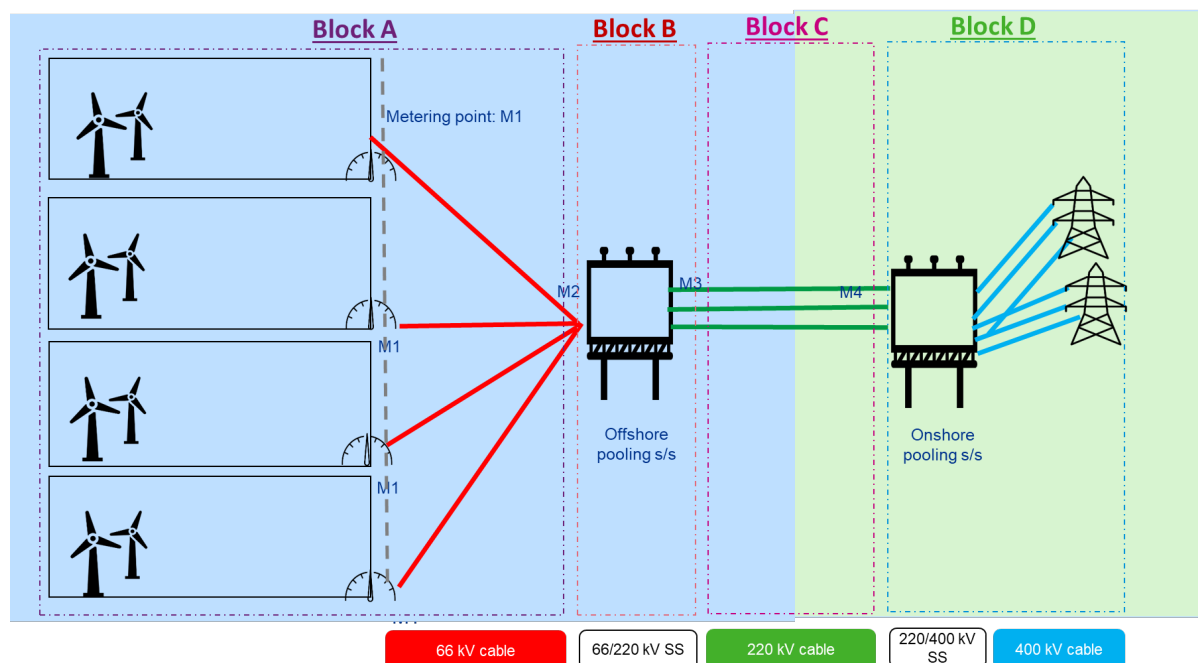 Block A
Block B
Block C
Block D
Metering point: M1
M2
M3
M4
M1
M1
Offshore
pooling s/s
Onshore
pooling s/s
66 kV cable
66/220 kV SS
220 kV cable
220/400 kV
SS
400 kV cable